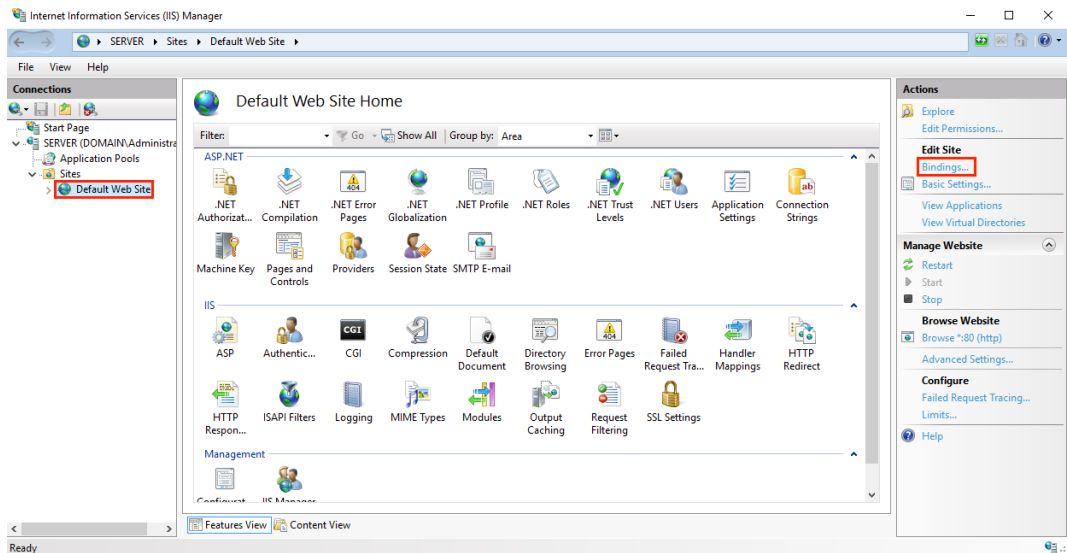 Internet Information Services (IIS) Manager
SERVER Sites Default Web Site
File View Help
Connections
Start Page
SERVER (DOMAIN\Administra
Application Pools
Sites
Default Web Site
Default Web Site Home
Filter: Go Show All Group by: Area
ASP.NET
.NET Authorizat...
.NET Compilation
.NET Error Pages
.NET Globalization
.NET Profile
.NET Roles
.NET Trust Levels
.NET Users
Application Settings
Connection Strings
Machine Key
Pages and Controls
Providers
Session State
SMTP E-mail
IIS
404
CGI
ab
ASP
Authentic...
CGI
Compression
Default Document
Directory Browsing
Error Pages
Failed Request Tra...
Handler Mappings
HTTP Redirect
HTTP Respon...
ISAPI Filters
Logging
MIME Types
Modules
Output Caching
Request Filtering
SSL Settings
Management
Configurat
IIS Manager
Features View Content View
Actions
Explore
Edit Permissions...
Edit Site
Bindings...
Basic Settings...
View Applications
View Virtual Directories
Manage Website
Restart
Start
Stop
Browse Website
Browse *:80 (http)
Advanced Settings...
Configure
Failed Request Tracing...
Limits...
Help
Ready